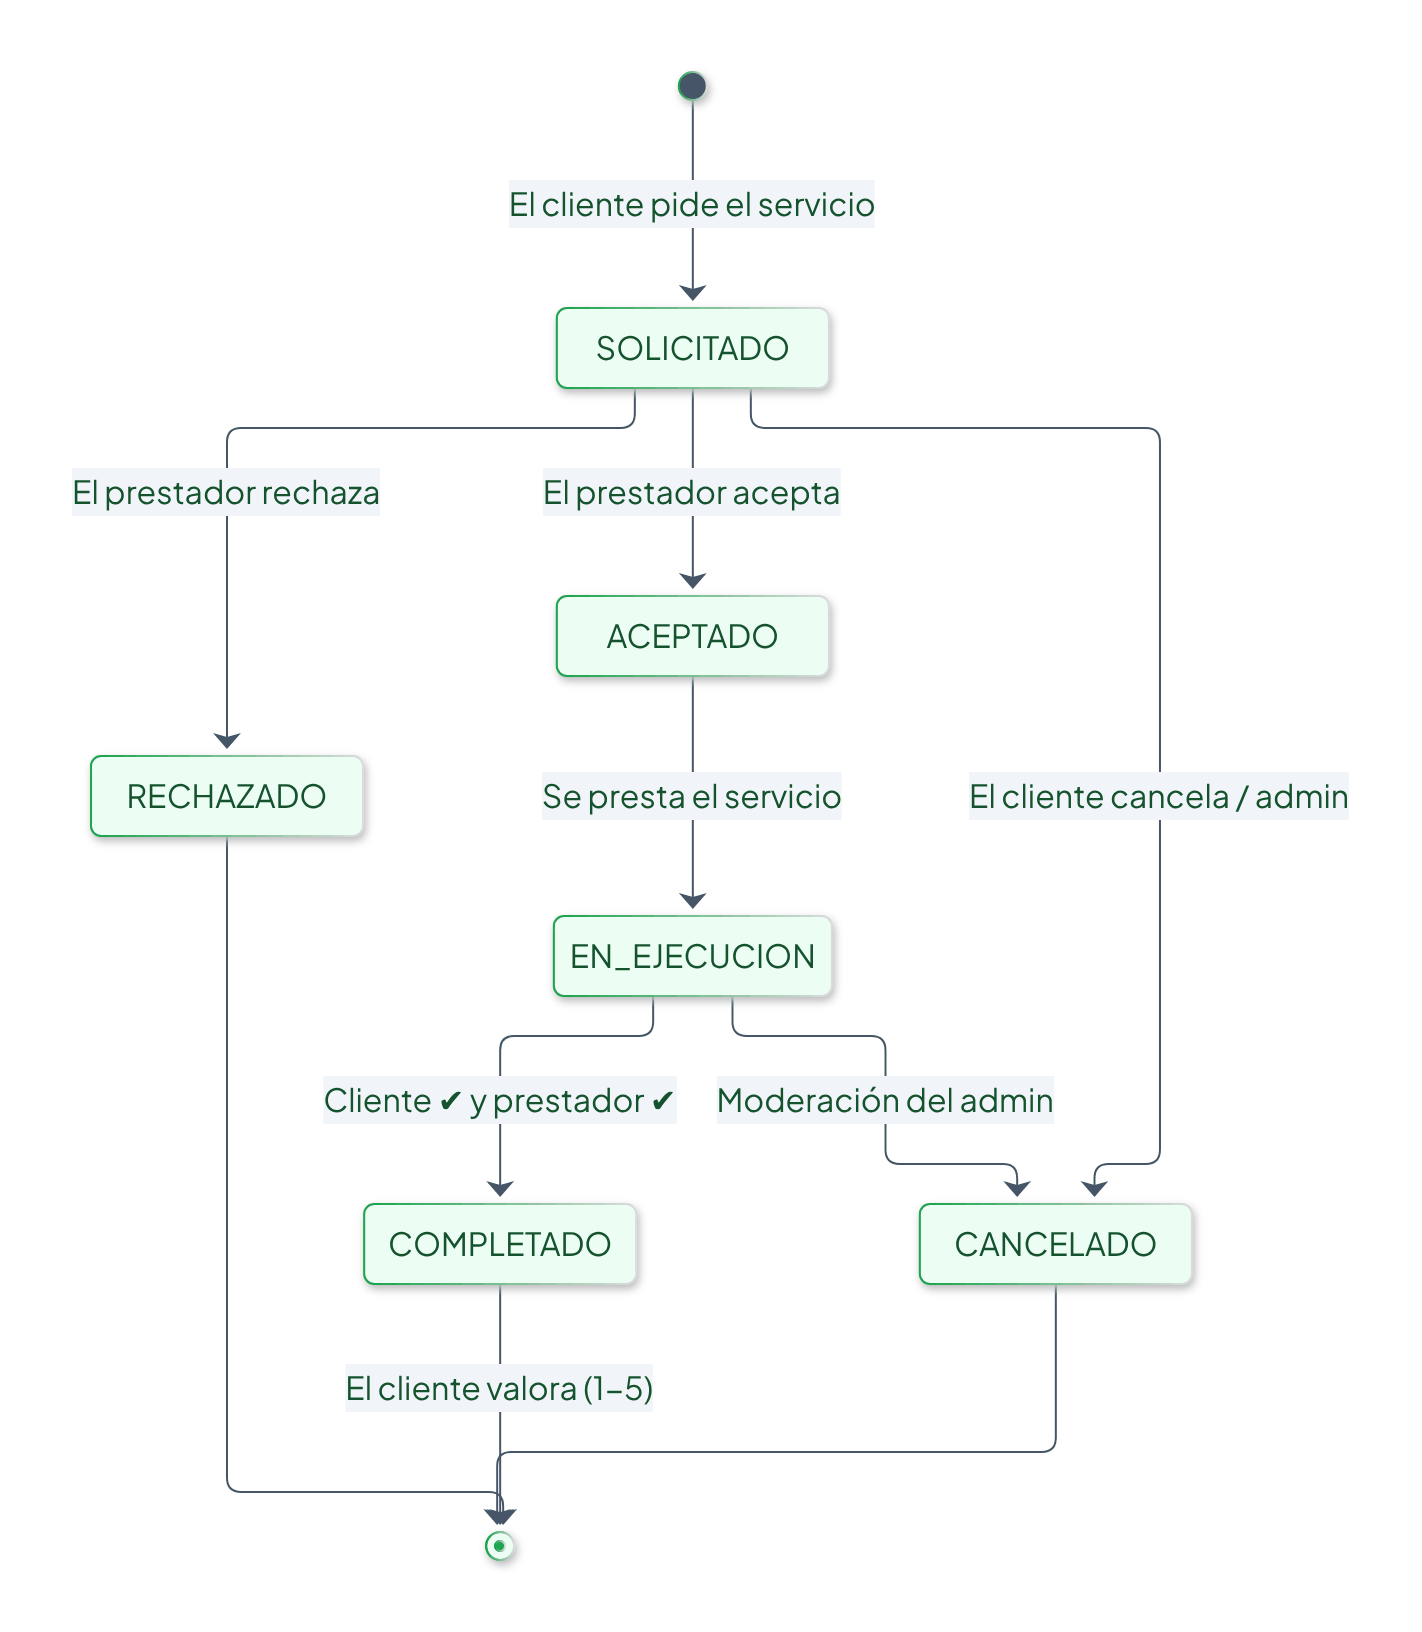 El cliente pide el servicio
SOLICITADO
El prestador rechaza
El prestador acepta
ACEPTADO
RECHAZADO
Se presta el servicio
El cliente cancela / admin
EN_EJECUCION
Cliente ✔ y prestador ✔
Moderación del admin
COMPLETADO
CANCELADO
El cliente valora (1–5)